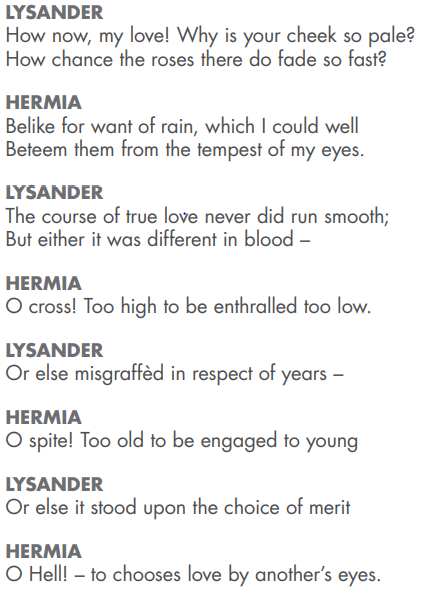 LYSANDER
How now, my love! Why is your cheek so pale?
How chance the roses there do fade so fast?
HERMIA
Belike for want of rain, which I could well
Beteem them from the tempest of my eyes.
LYSANDER
The course of true love never did run smooth;
But either it was different in blood –
HERMIA
O cross! Too high to be enthralled too low.
LYSANDER
Or else misgraffèd in respect of years –
HERMIA
O spite! Too old to be engaged to young
LYSANDER
Or else it stood upon the choice of merit
HERMIA
O Hell! – to chooses love by another’s eyes.